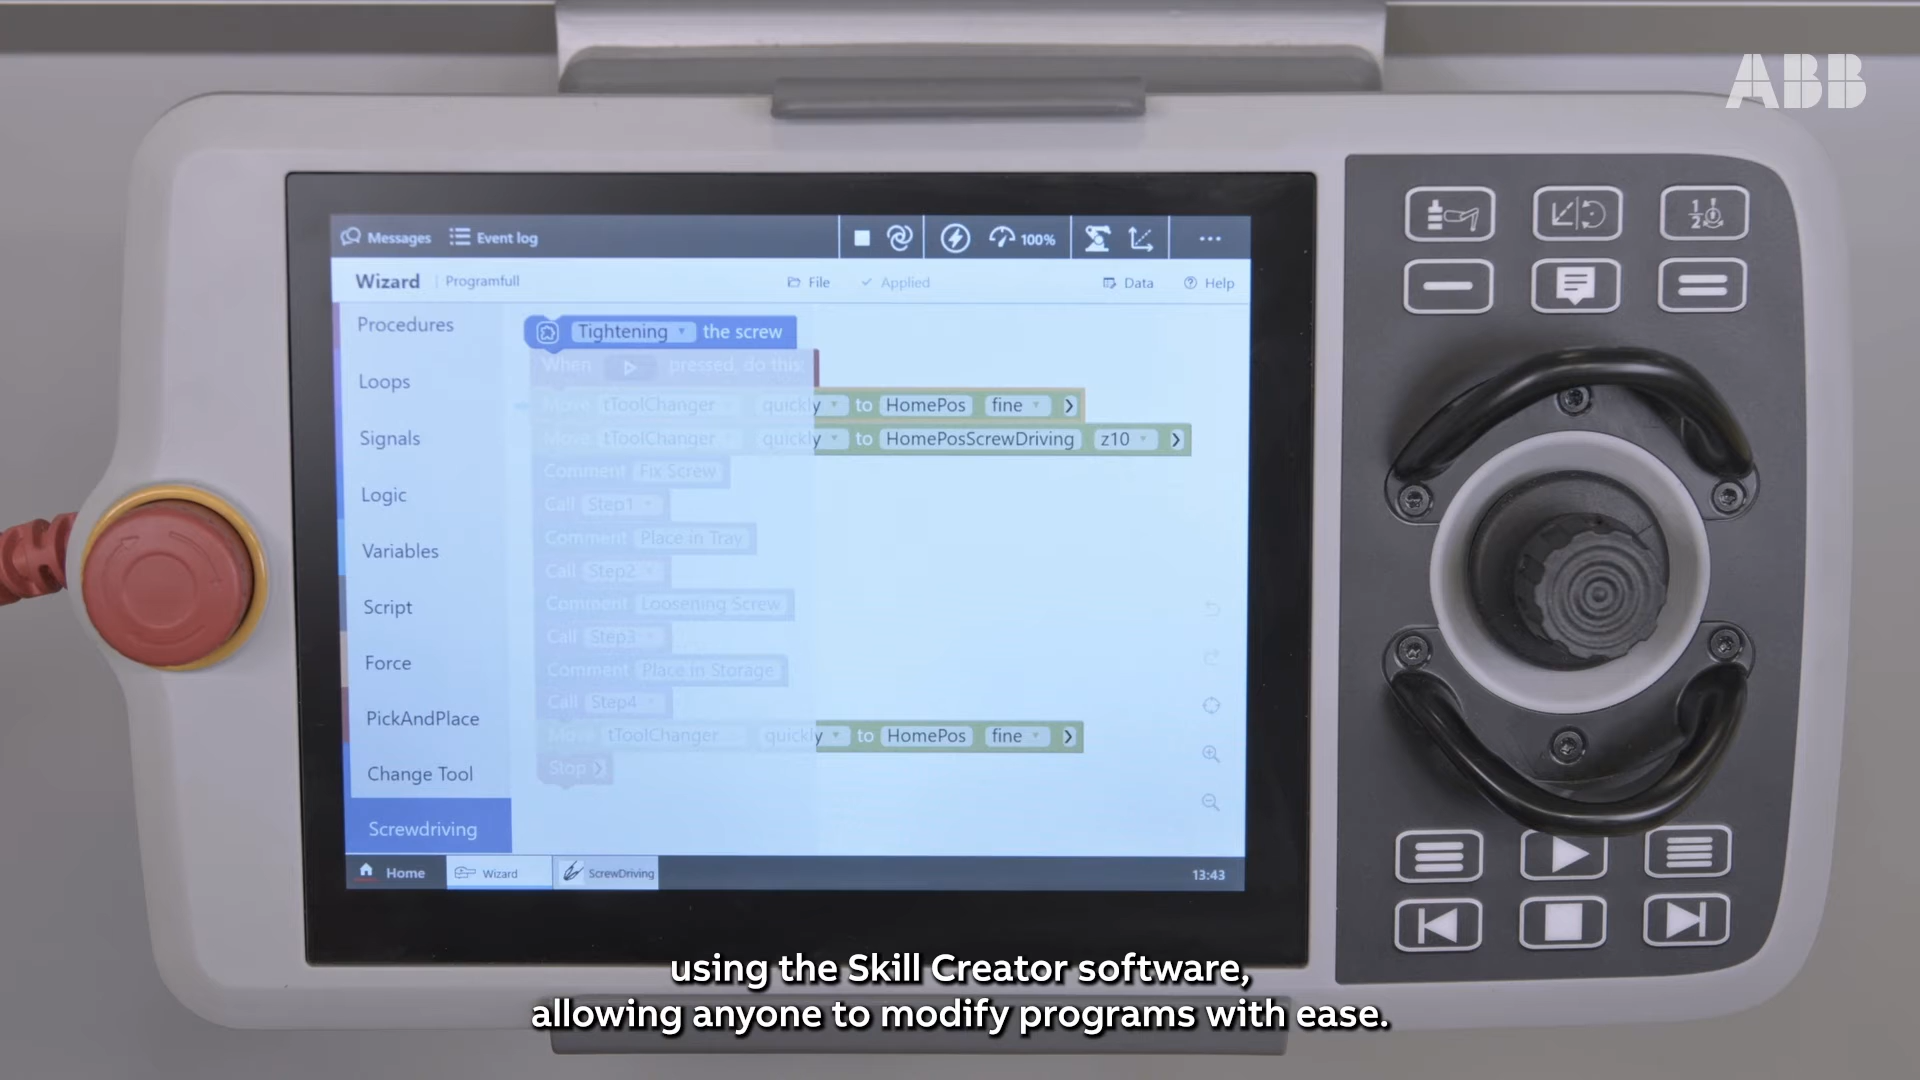 ABB
Messages Event log 100% ...
Wizard Programfull File Applied Data Help
Procedures
Loops
Signals
Logic
Variables
Script
Force
PickAndPlace
Change Tool
Screwdriving
Tightening the screw
When pressed, do this:
Move tToolChanger quickly to HomePos fine
Move tToolChanger quickly to HomePosScrewDriving z10
Comment Fix Screw
Call Step1
Comment Place in Tray
Call Step2
Comment Loosening Screw
Call Step3
Comment Place in Storage
Call Step4
Move tToolChanger quickly to HomePos fine
Stop
Home Wizard ScrewDriving 13:43
1/2
using the Skill Creator software,
allowing anyone to modify programs with ease.